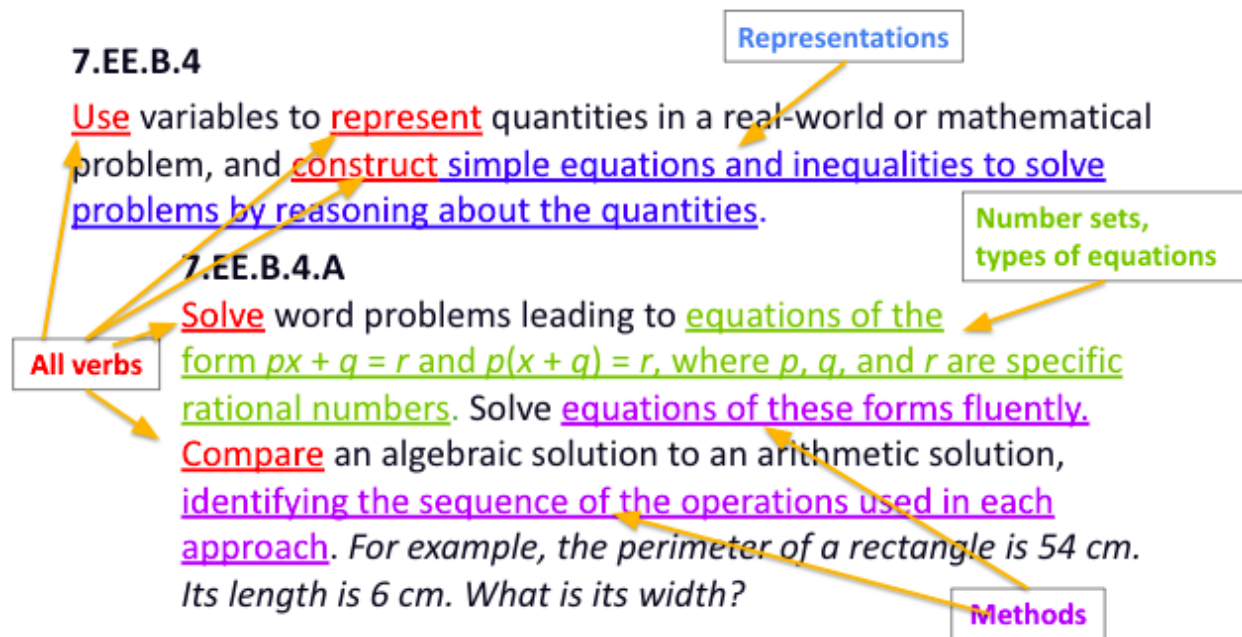 Representations
7.EE.B.4
Use variables to represent quantities in a real-world or mathematical
problem, and construct simple equations and inequalities to solve
problems by reasoning about the quantities.
Number sets,
types of equations
7.EE.B.4.A
Solve word problems leading to equations of the
All verbs
form px + q = r and p(x + q) = r, where p, q, and r are specific
rational numbers. Solve equations of these forms fluently.
Compare an algebraic solution to an arithmetic solution,
identifying the sequence of the operations used in each
approach. For example, the perimeter of a rectangle is 54 cm.
Its length is 6 cm. What is its width?
Methods